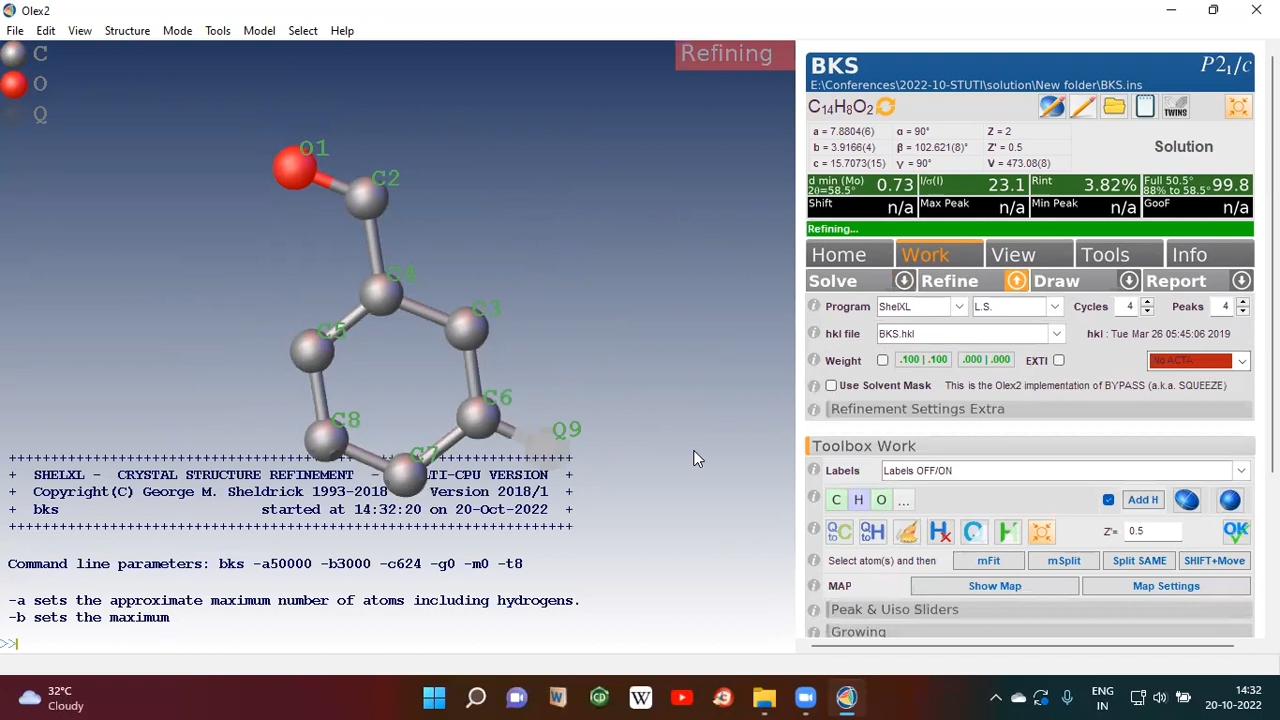 Olex2
File Edit View Structure Mode Tools Model Select Help
C
O
Q
Refining
O1
C2
C4
C3
C5
C6
C8
Q9
C7
+++++++++++++++++++++++++++++++++++++++++++++++++++++++++++++++++
+ SHELXL - CRYSTAL STRUCTURE REFINEMENT - TI-CPU VERSION +
+ Copyright(C) George M. Sheldrick 1993-2018 Version 2018/1 +
+ bks started at 14:32:20 on 20-Oct-2022 +
+++++++++++++++++++++++++++++++++++++++++++++++++++++++++++++++++
Command line parameters: bks -a50000 -b3000 -c624 -g0 -m0 -t8
-a sets the approximate maximum number of atoms including hydrogens.
-b sets the maximum
>>
BKS P2₁/c
E:\Conferences\2022-10-STUTI\solution\New folder\BKS.ins
C₁₄H₈O₂ TWINS
a = 7.8804(6) α = 90° Z = 2
b = 3.9166(4) β = 102.621(8)° Z' = 0.5 Solution
c = 15.7073(15) γ = 90° V = 473.08(8)
d min (Mo) 2θ=58.5° 0.73 I/σ(I) 23.1 Rint 3.82% Full 50.5° 88% to 58.5° 99.8
Shift n/a Max Peak n/a Min Peak n/a GooF n/a
Refining...
Home Work View Tools Info
Solve Refine Draw Report
Program ShelXL L.S. Cycles 4 Peaks 4
hkl file BKS.hkl hkl : Tue Mar 26 05:45:06 2019
Weight .100 | .100 .000 | .000 EXTI No ACTA
Use Solvent Mask This is the Olex2 implementation of BYPASS (a.k.a. SQUEEZE)
Refinement Settings Extra
Toolbox Work
Labels Labels OFF/ON
C H O ... Add H
Q to C Q to H H Z'= 0.5 OK
Select atom(s) and then mFit mSplit Split SAME SHIFT+Move
MAP Show Map Map Settings
Peak & Uiso Sliders
Growing
32°C
Cloudy
ENG
IN
14:32
20-10-2022